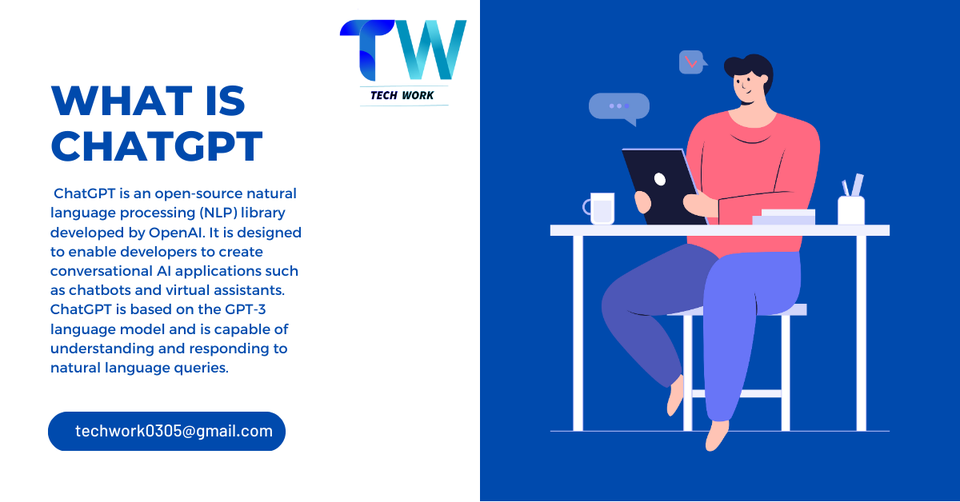 TW
TECH WORK
WHAT IS
CHATGPT
ChatGPT is an open-source natural
language processing (NLP) library
developed by OpenAI. It is designed
to enable developers to create
conversational AI applications such
as chatbots and virtual assistants.
ChatGPT is based on the GPT-3
language model and is capable of
understanding and responding to
natural language queries.
techwork0305@gmail.com